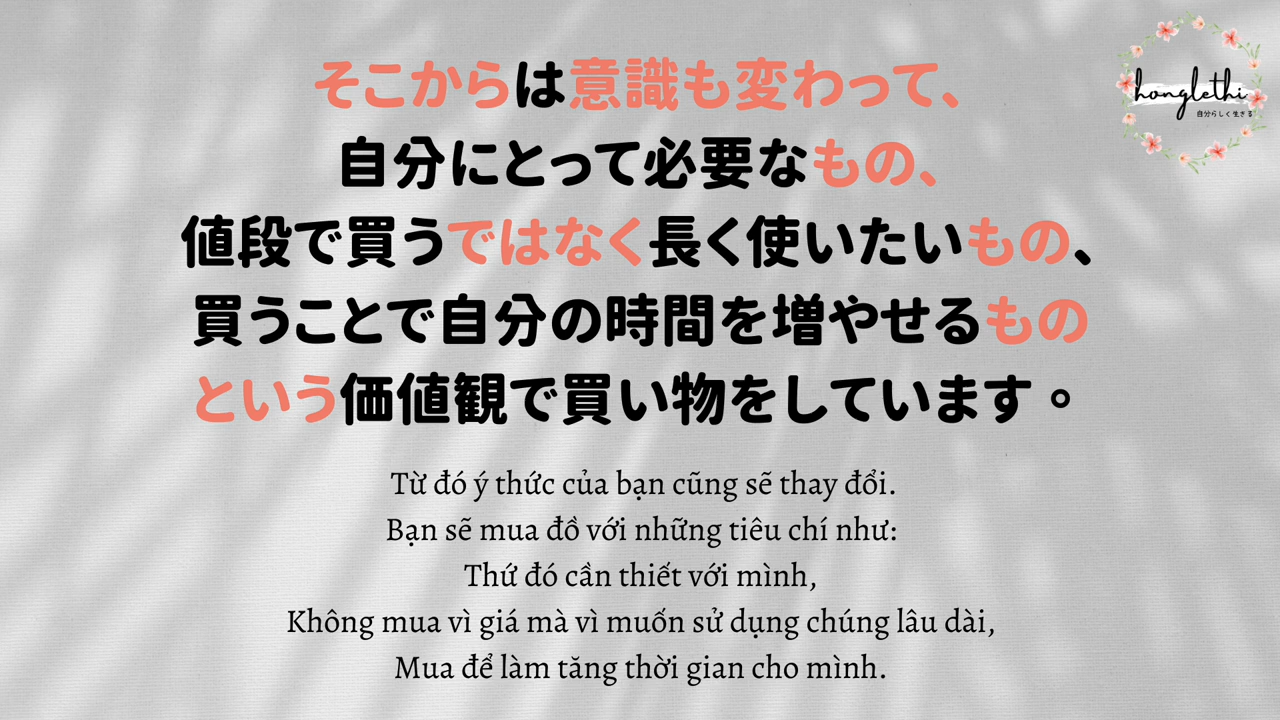 そこからは意識も変わって、
自分にとって必要なもの、
値段で買うではなく長く使いたいもの、
買うことで自分の時間を増やせるもの
という価値観で買い物をしています。
Từ đó ý thức của bạn cũng sẽ thay đổi.
Bạn sẽ mua đồ với những tiêu chí như:
Thứ đó cần thiết với mình,
Không mua vì giá mà vì muốn sử dụng chúng lâu dài,
Mua để làm tăng thời gian cho mình.
honglethi
自分らしく生きる